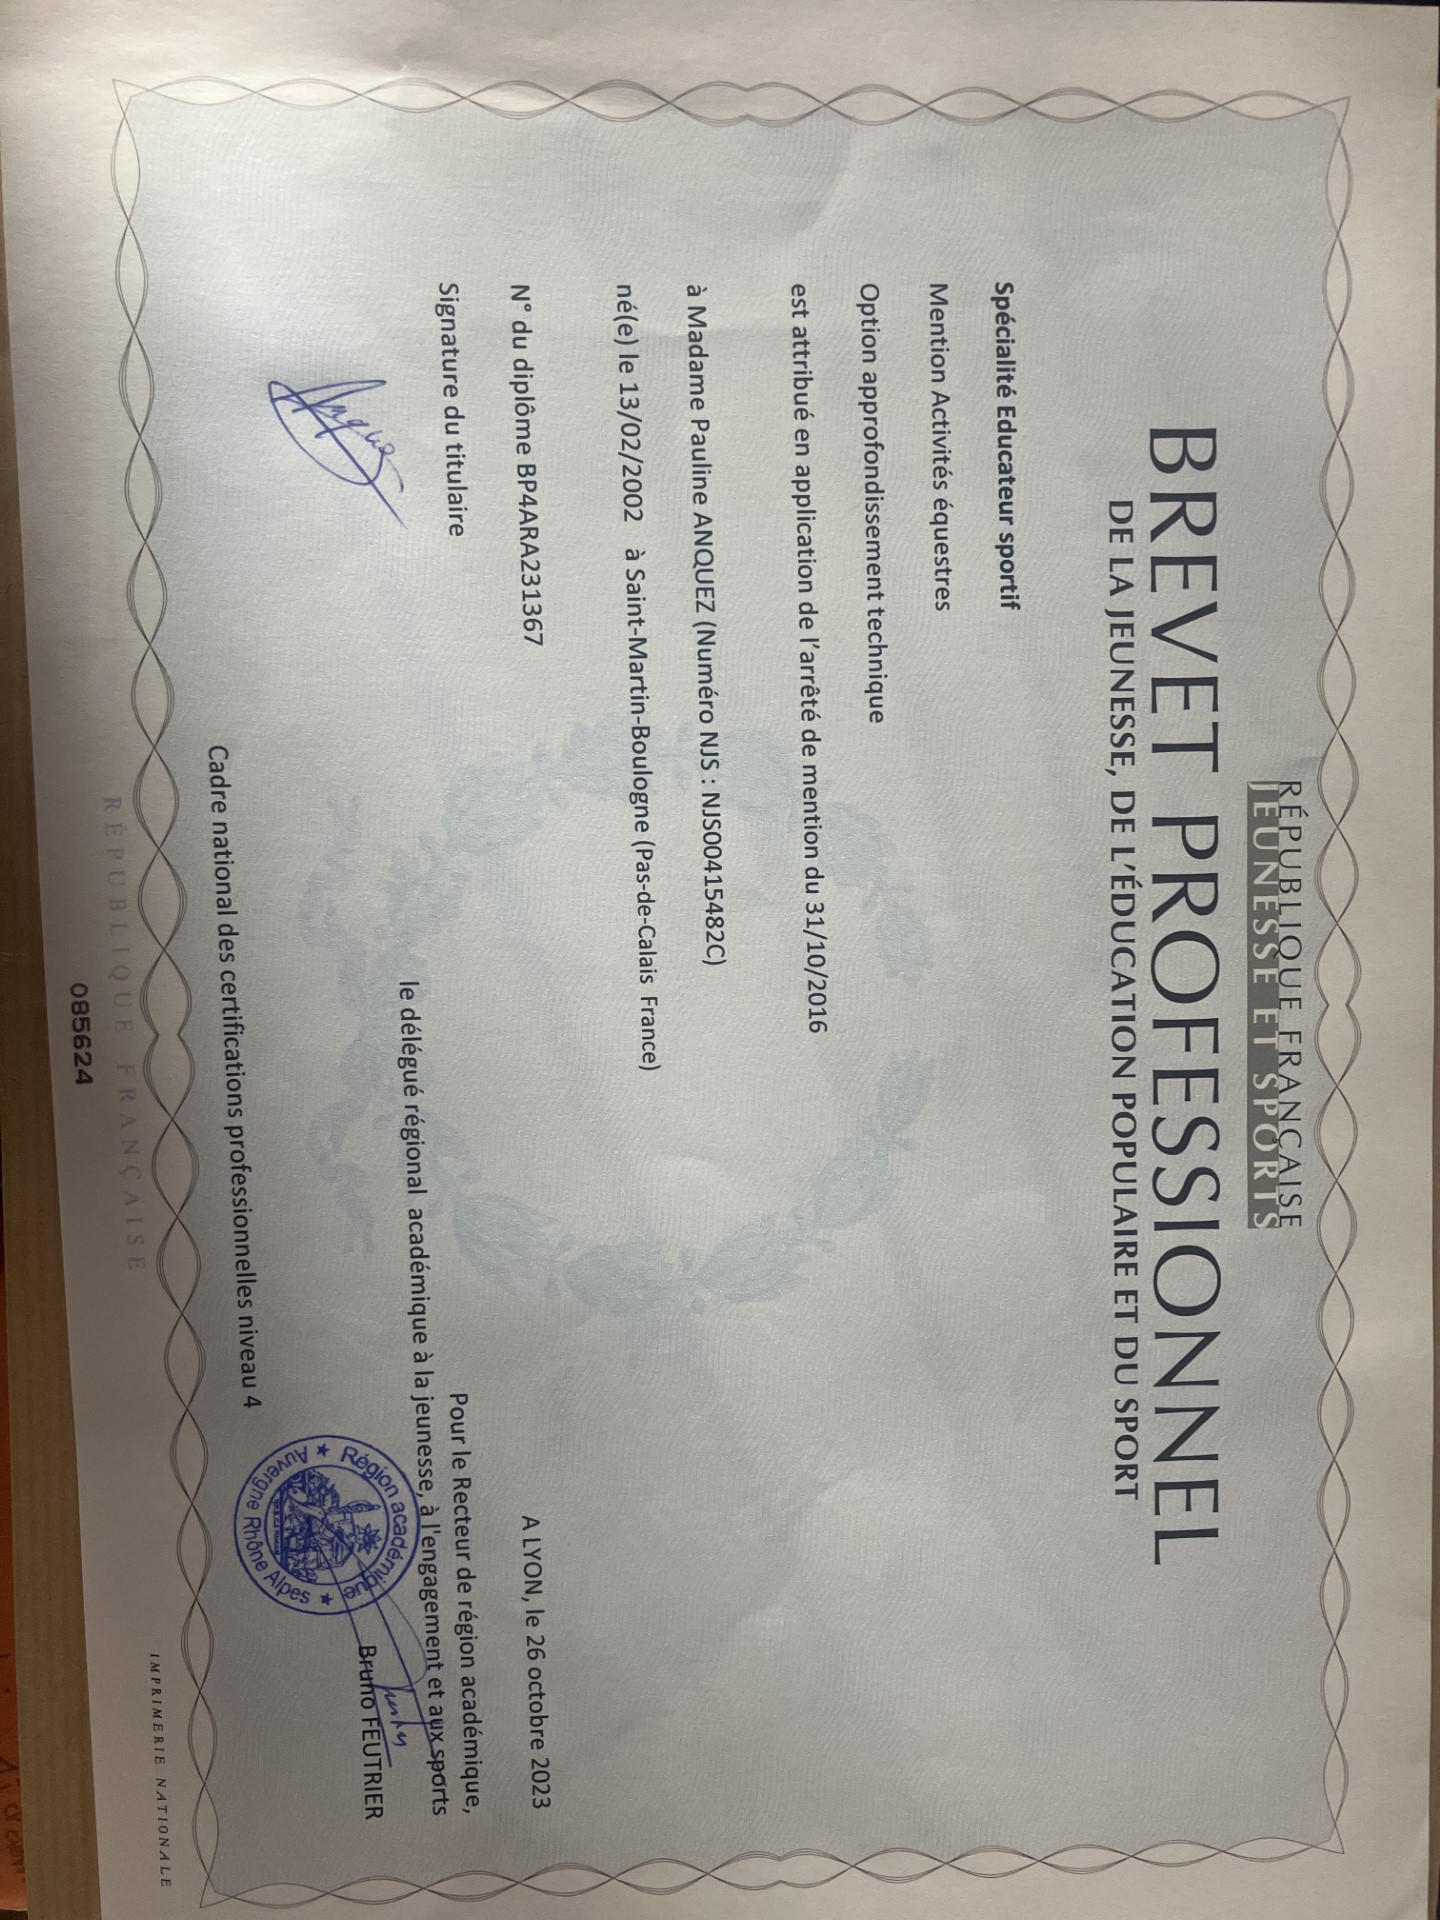 RÉPUBLIQUE FRANÇAISE
JEUNESSE ET SPORTS
BREVET PROFESSIONNEL
DE LA JEUNESSE, DE L'ÉDUCATION POPULAIRE ET DU SPORT
Spécialité Educateur sportif
Mention Activités équestres
Option approfondissement technique
est attribué en application de l'arrêté de mention du 31/10/2016
à Madame Pauline ANQUEZ (Numéro NJS : NJS00415482C)
né(e) le 13/02/2002 à Saint-Martin-Boulogne (Pas-de-Calais France)
N° du diplôme BP4ARA231367
A LYON, le 26 octobre 2023
Signature du titulaire
Pour le Recteur de région académique,
le délégué régional académique à la jeunesse, à l'engagement et aux sports
Anquez
Bruno FEUTRIER
Région académique
Auvergne Rhône Alpes
Cadre national des certifications professionnelles niveau 4
RÉPUBLIQUE FRANÇAISE
IMPRIMERIE NATIONALE
085624